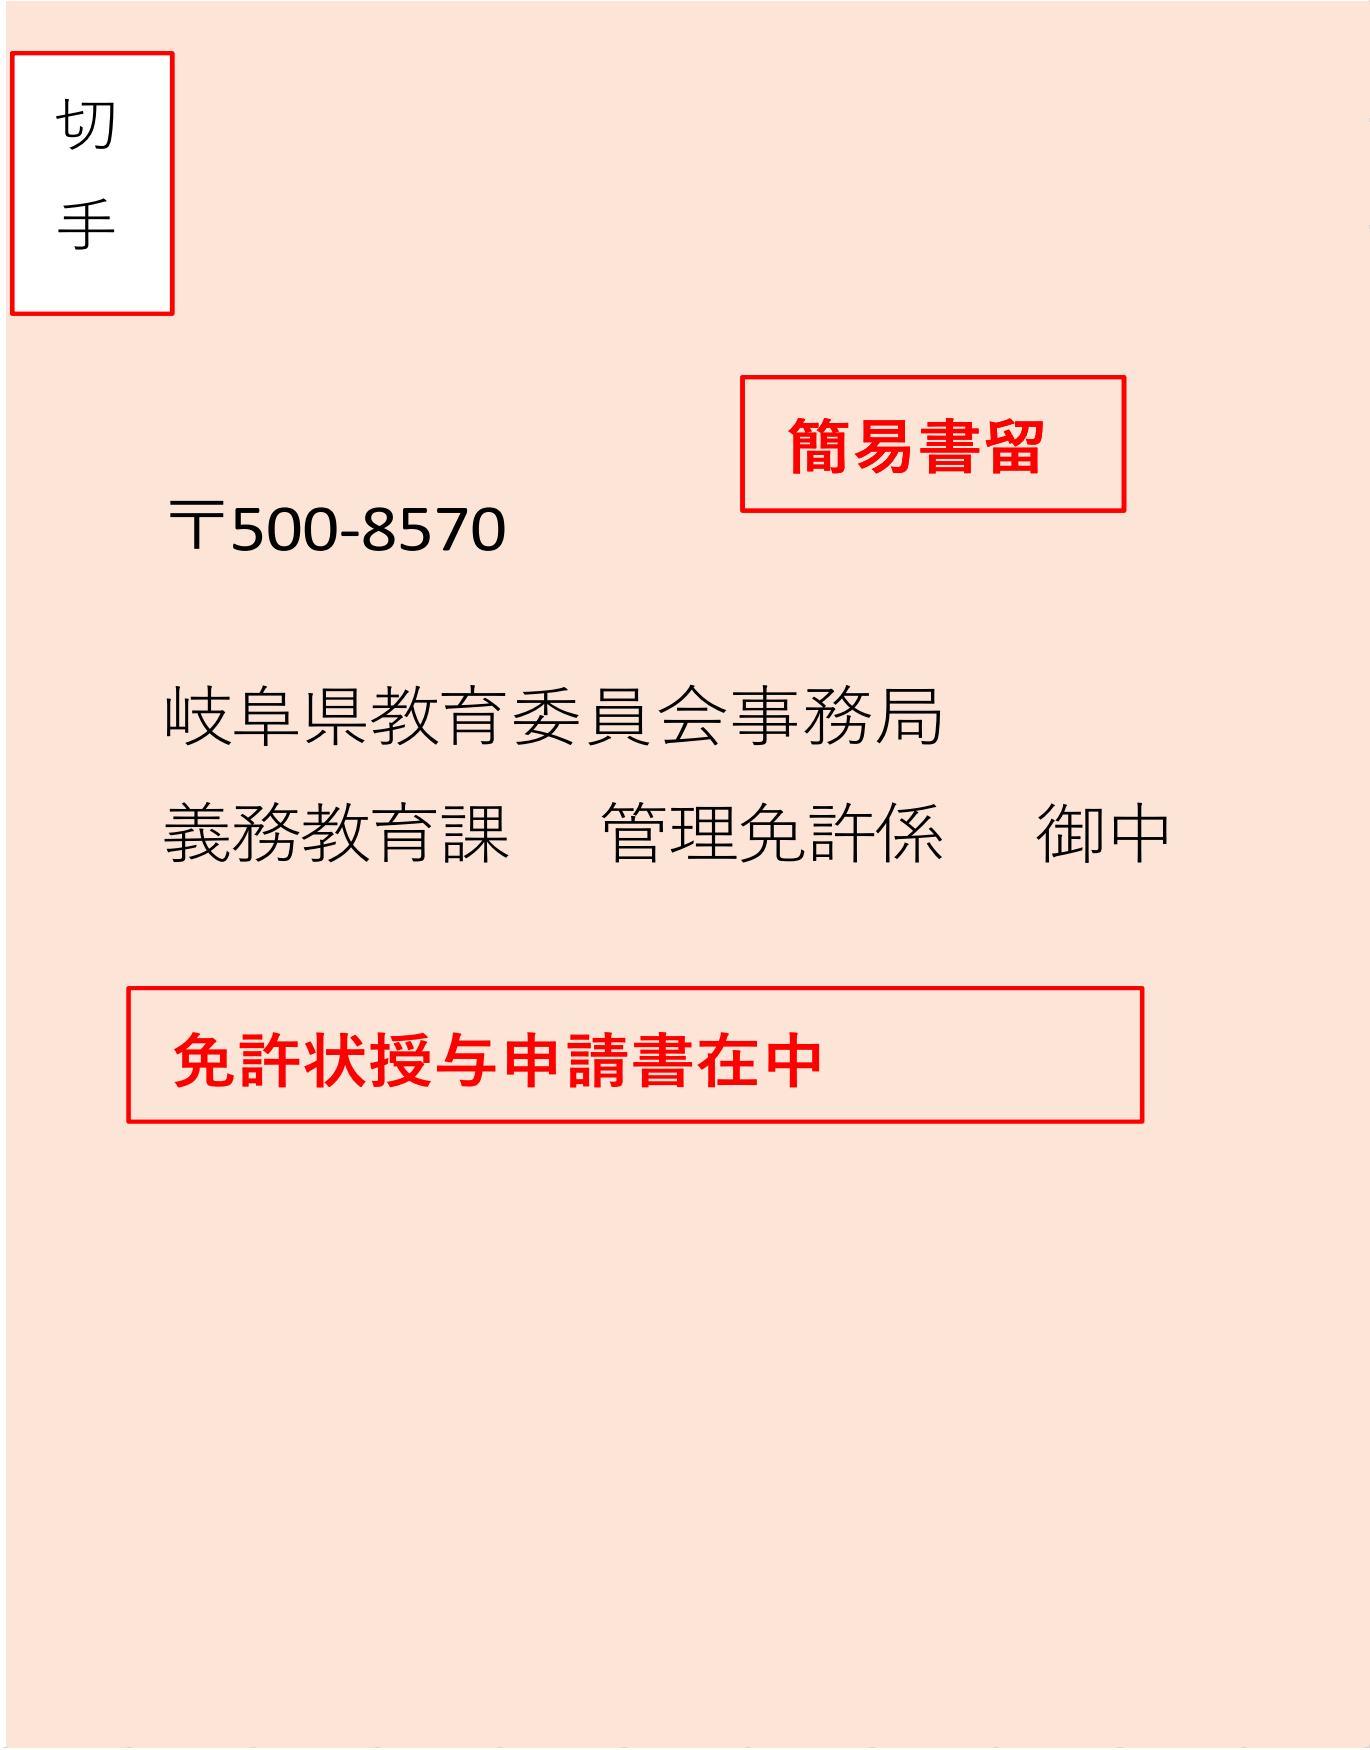 切
手
簡易書留
〒500-8570
岐阜県教育委員会事務局
義務教育課　管理免許係　御中
免許状授与申請書在中